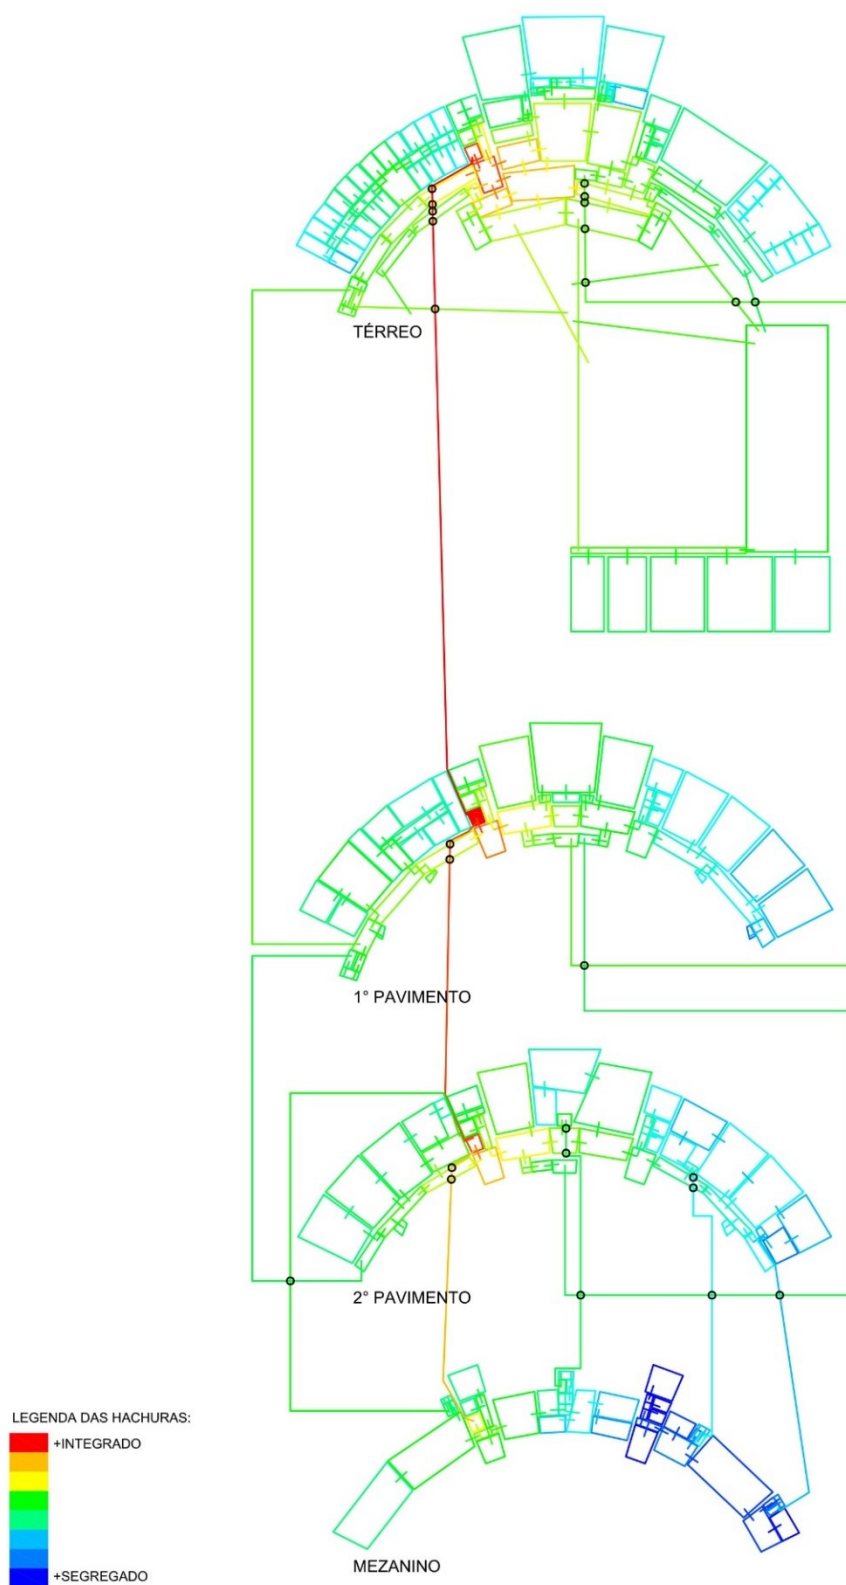 TÉRREO
1° PAVIMENTO
2° PAVIMENTO
LEGENDA DAS HACHURAS:
+INTEGRADO
+SEGREGADO
MEZANINO